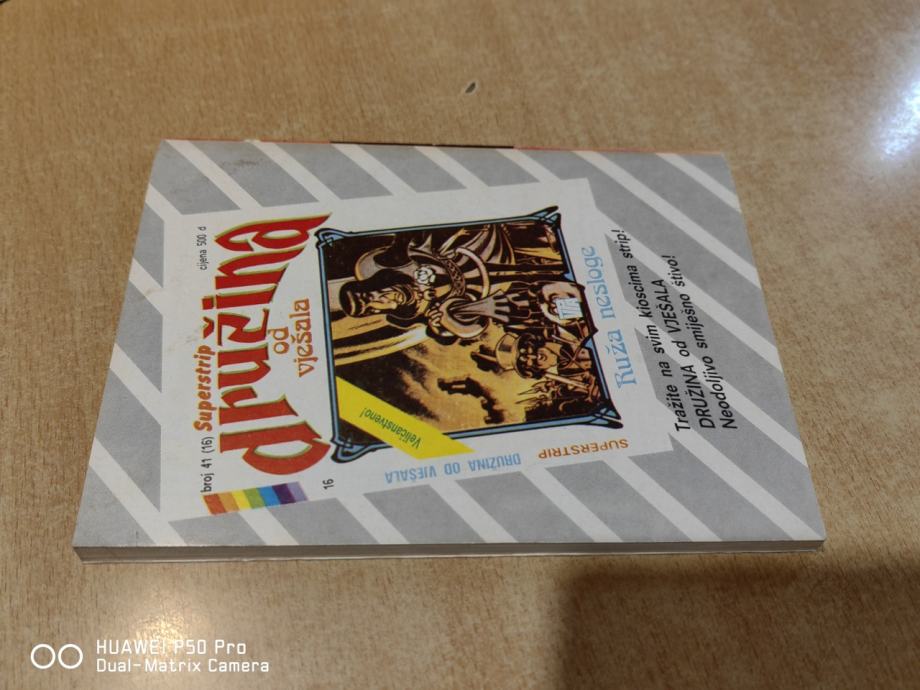 broj 41 (16)
Superstrip
cijena 500 d
družina
od
vješala
16
Veličanstveno!
DRUŽINA OD VJEŠALA
SUPERSTRIP
Ruža nesloge
Tražite na svim kioscima strip!
DRUŽINA od VJEŠALA
Neodoljivo smiješno štivo!
HUAWEI P50 Pro
Dual-Matrix Camera